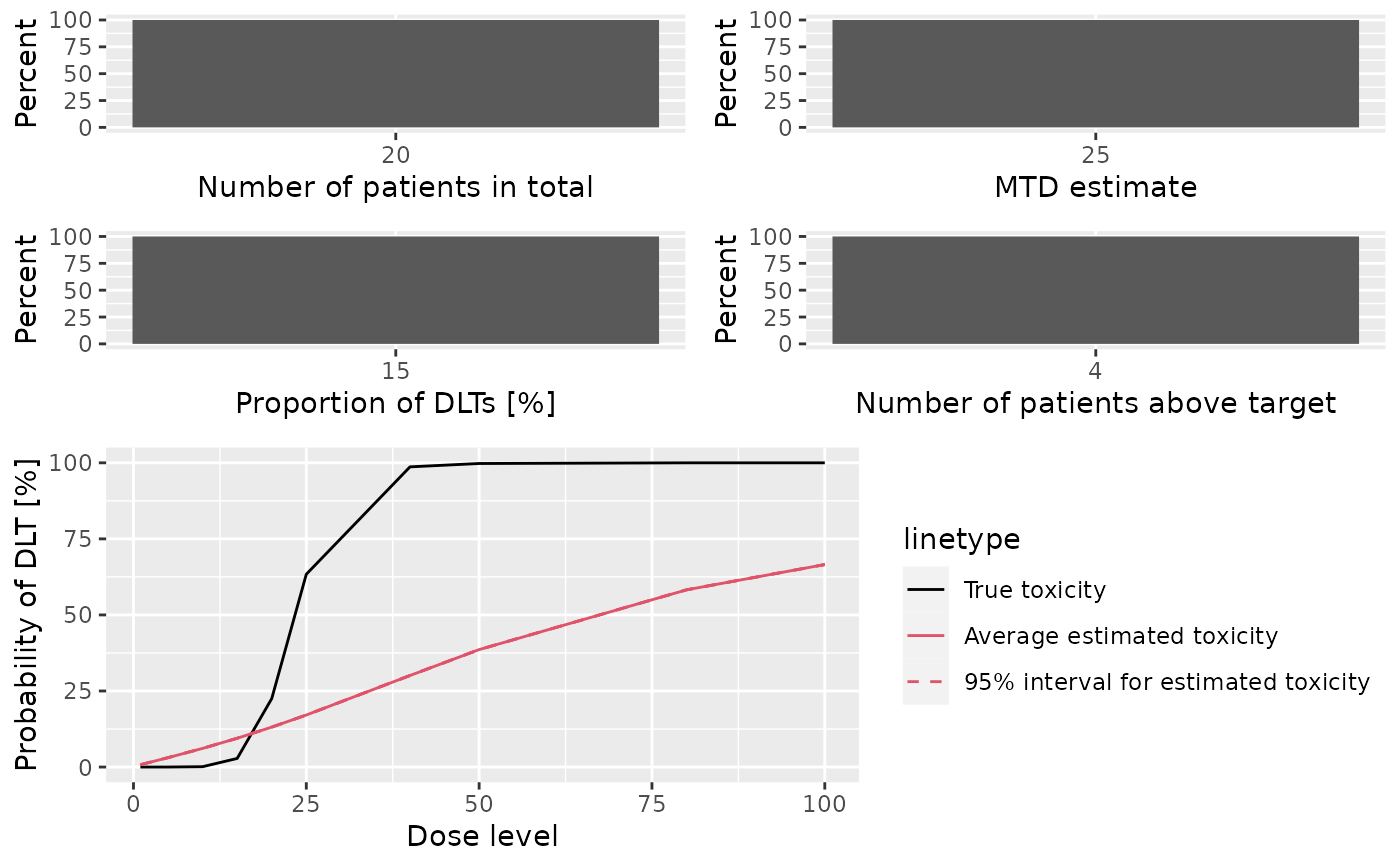 Percent
100
75
50
25
0
20
Number of patients in total
Percent
100
75
50
25
0
25
MTD estimate
Percent
100
75
50
25
0
15
Proportion of DLTs [%]
Percent
100
75
50
25
0
4
Number of patients above target
Probability of DLT [%]
100
75
50
25
0
0 25 50 75 100
Dose level
linetype
True toxicity
Average estimated toxicity
95% interval for estimated toxicity